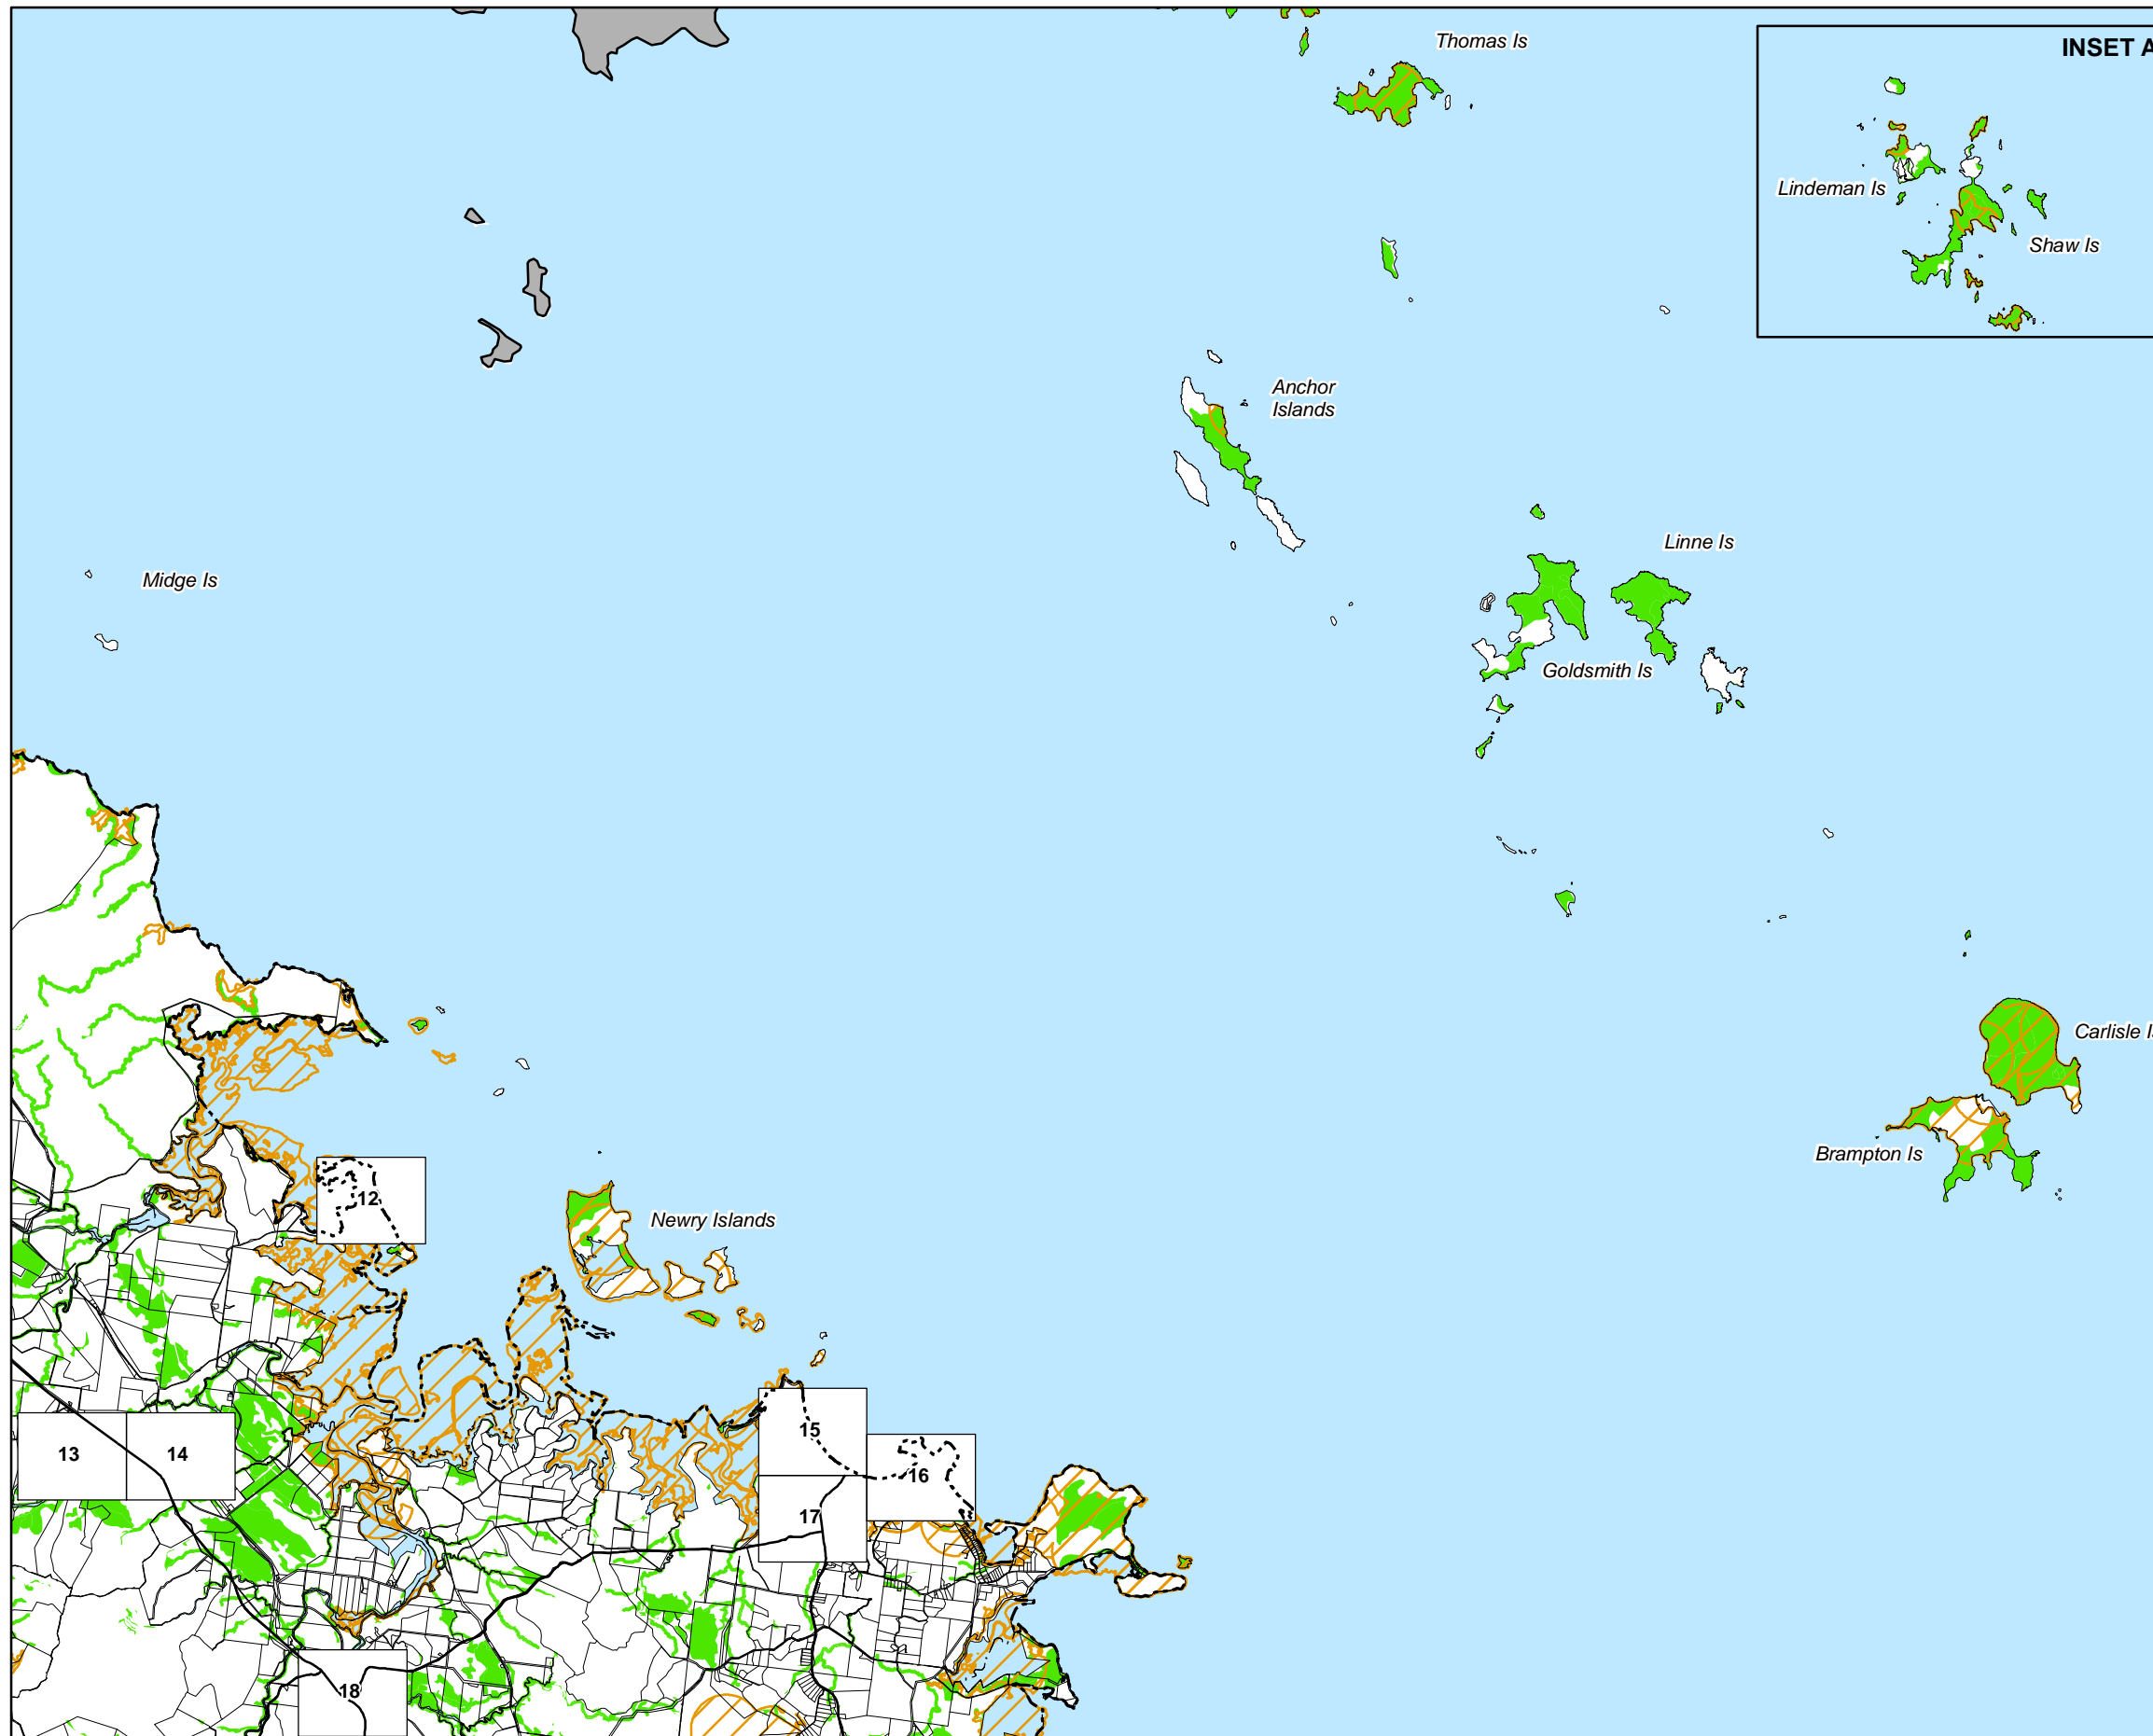 Thomas Is
INSET A
Lindeman Is
Shaw Is
Anchor
Islands
Linne Is
Midge Is
Goldsmith Is
Carlisle I
Brampton Is
12
Newry Islands
15
13
14
16
17
18